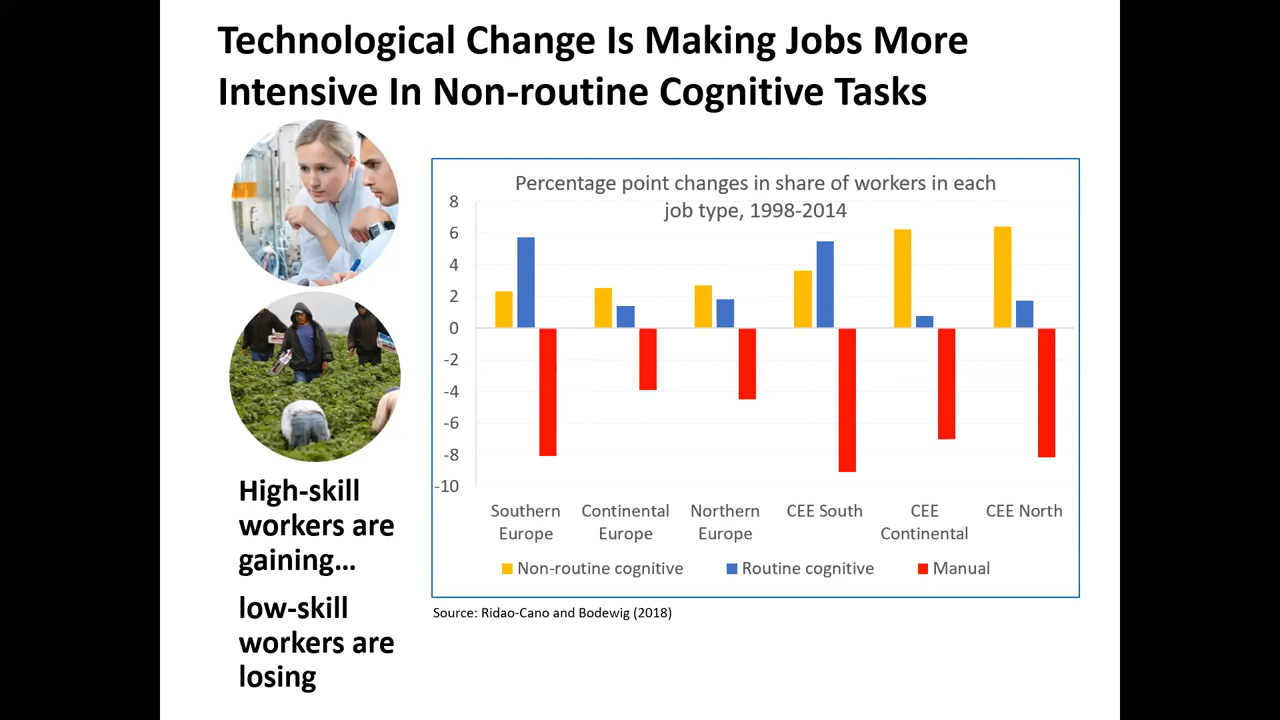 Technological Change Is Making Jobs More
Intensive In Non-routine Cognitive Tasks
High-skill
workers are
gaining...
low-skill
workers are
losing
Percentage point changes in share of workers in each
job type, 1998-2014
8
6
4
2
0
-2
-4
-6
-8
-10
Southern
Europe
Continental
Europe
Northern
Europe
CEE South
CEE
Continental
CEE North
Non-routine cognitive
Routine cognitive
Manual
Source: Ridao-Cano and Bodewig (2018)